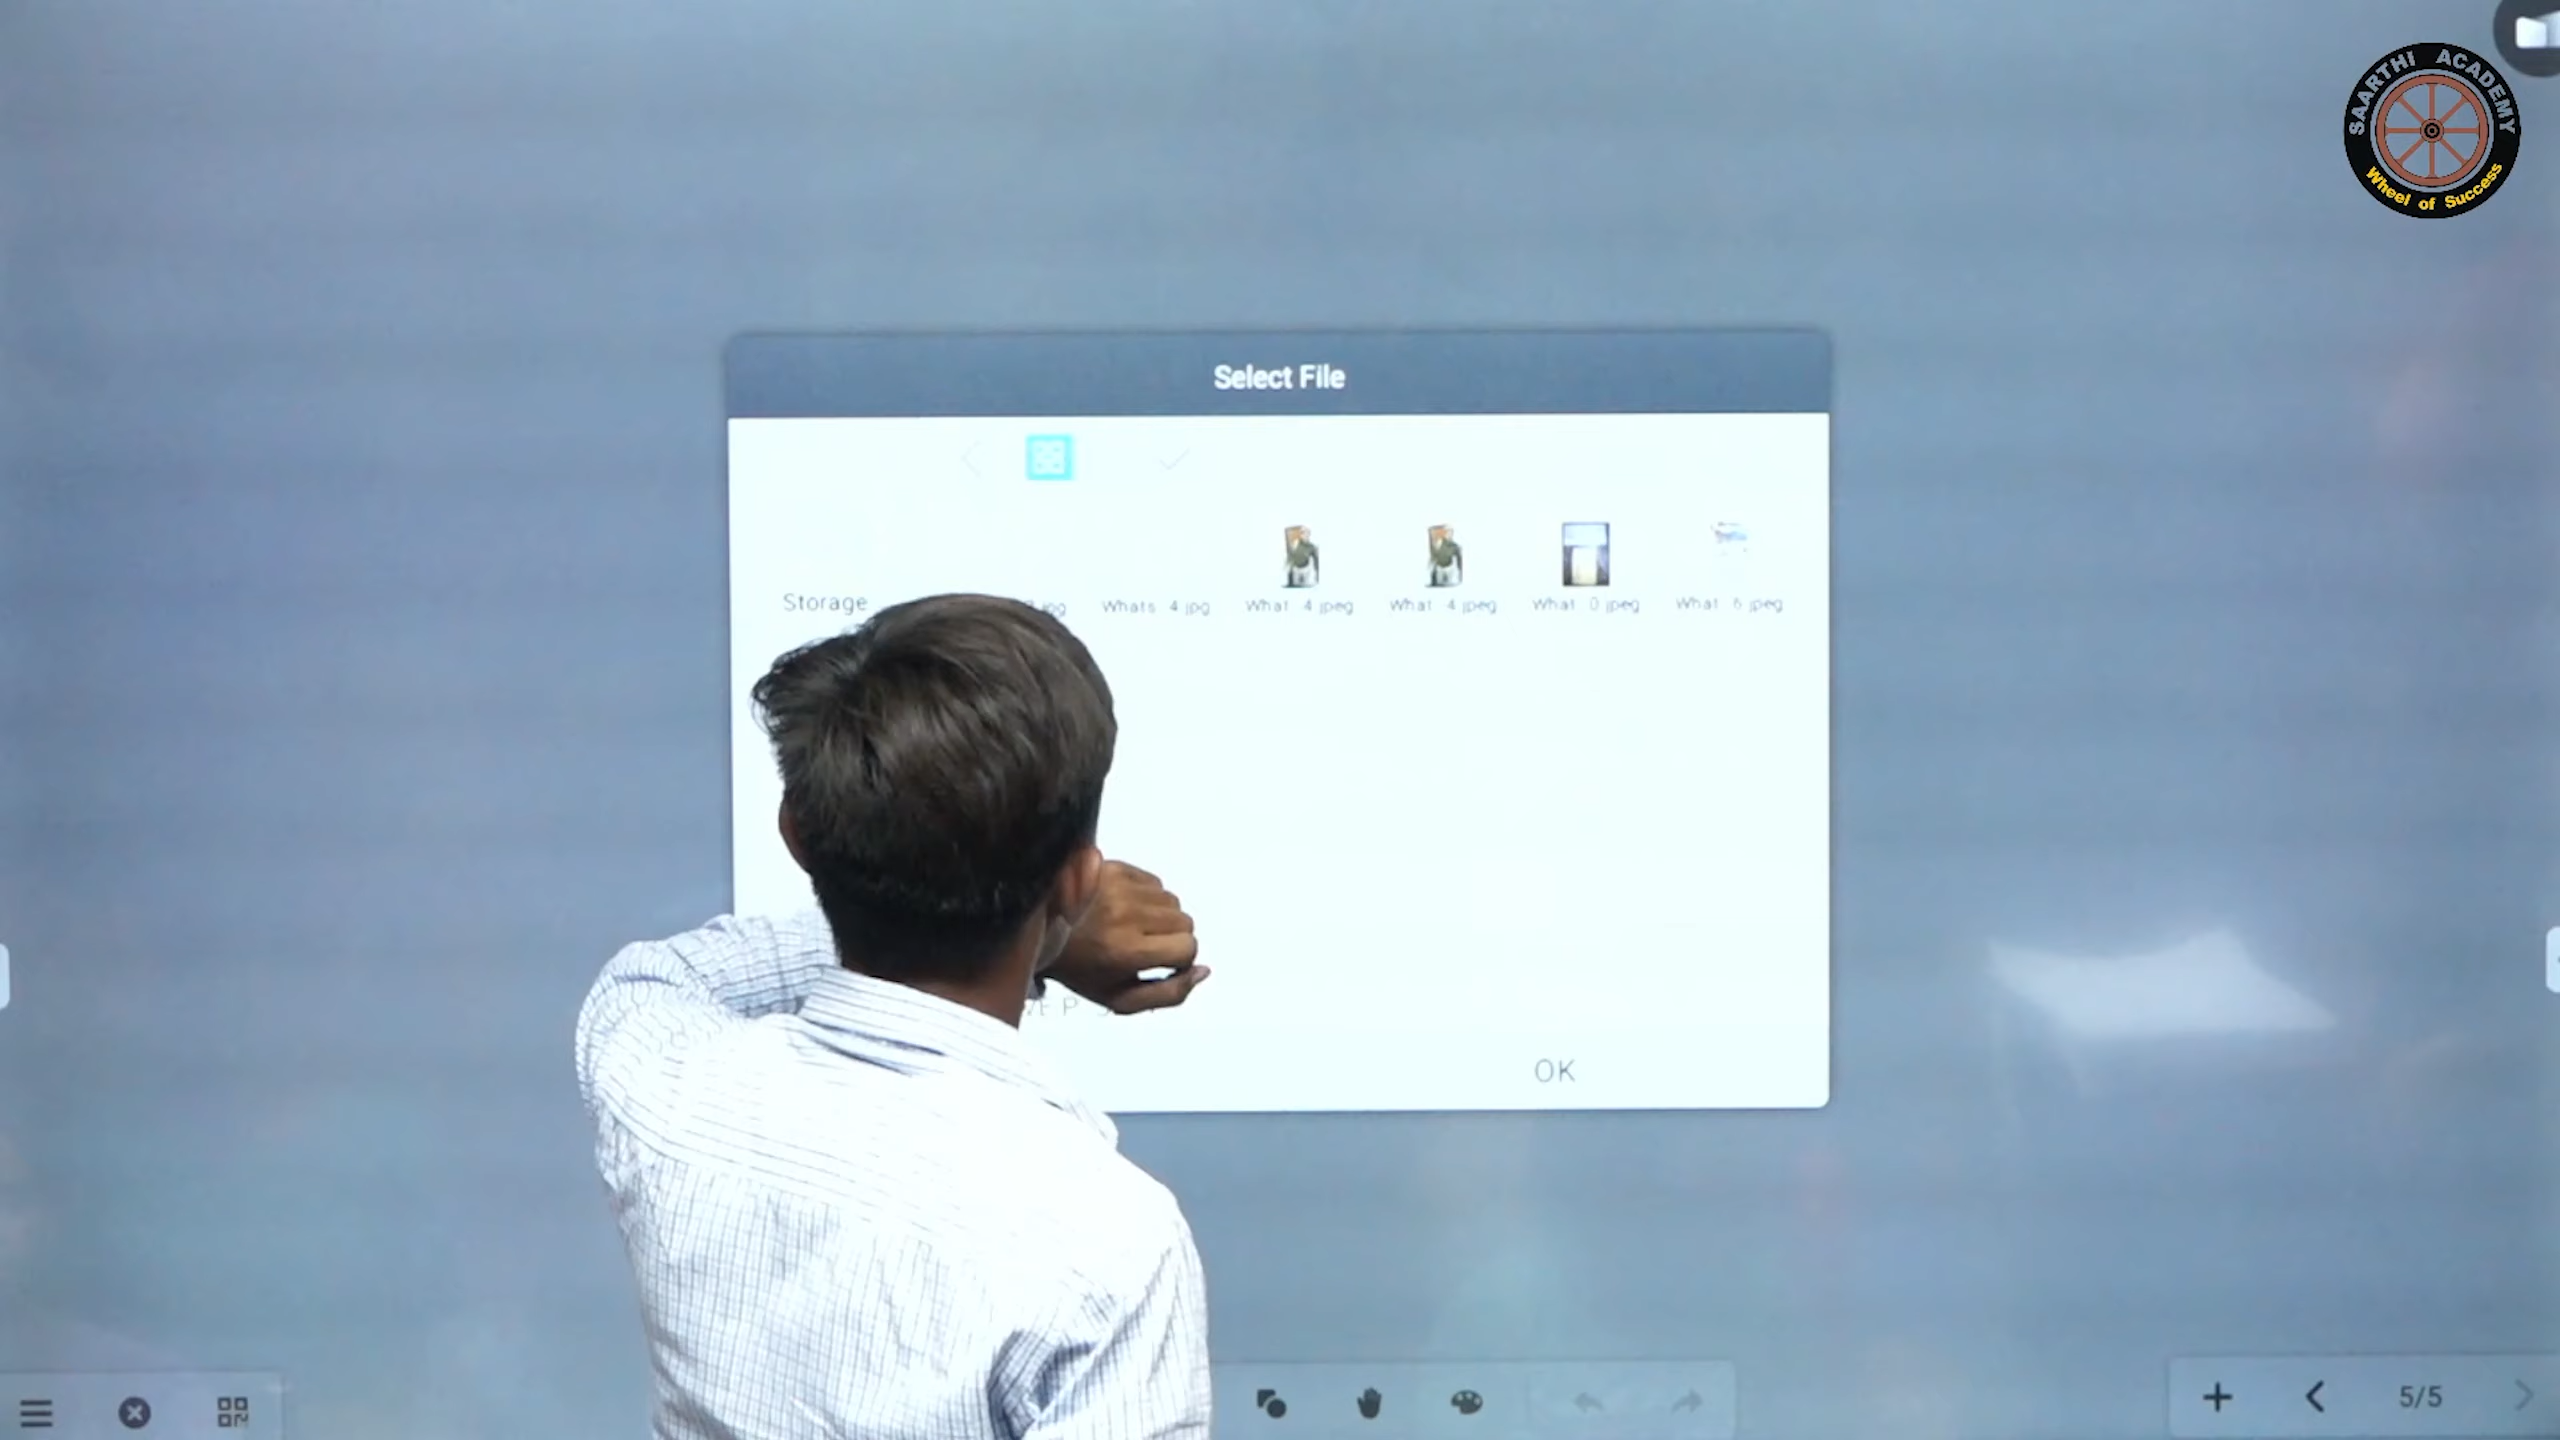 SAARTHI ACADEMY
Wheel of Success
Select File
Storage
Whats 4 jpg
What 4 jpeg
What 4 jpeg
What 0 jpeg
What 6 jpeg
OK
5/5